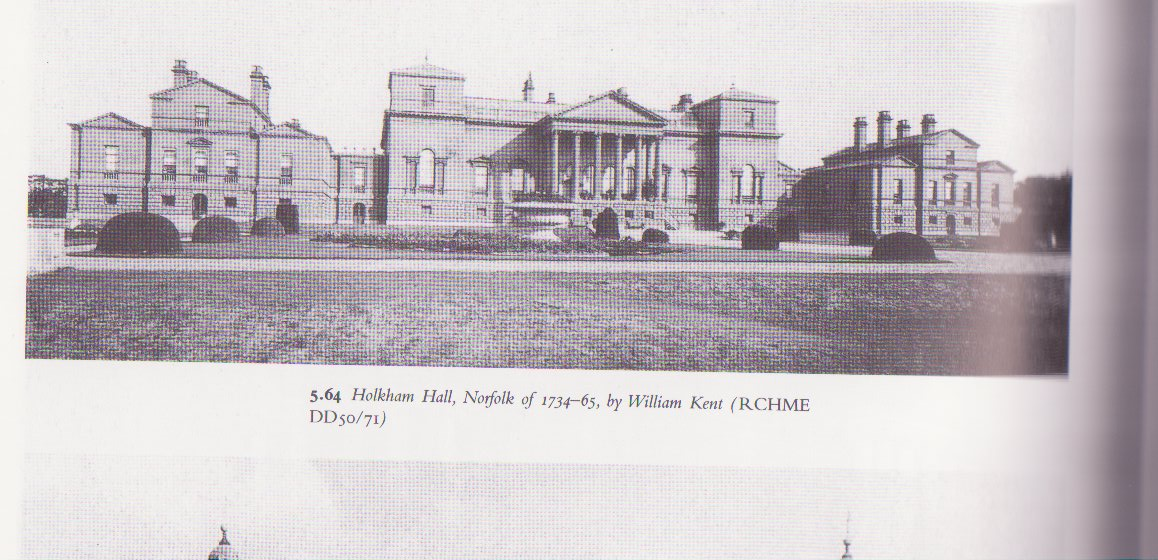 5.64 Holkham Hall, Norfolk of 1734–65, by William Kent (RCHME
DD50/71)